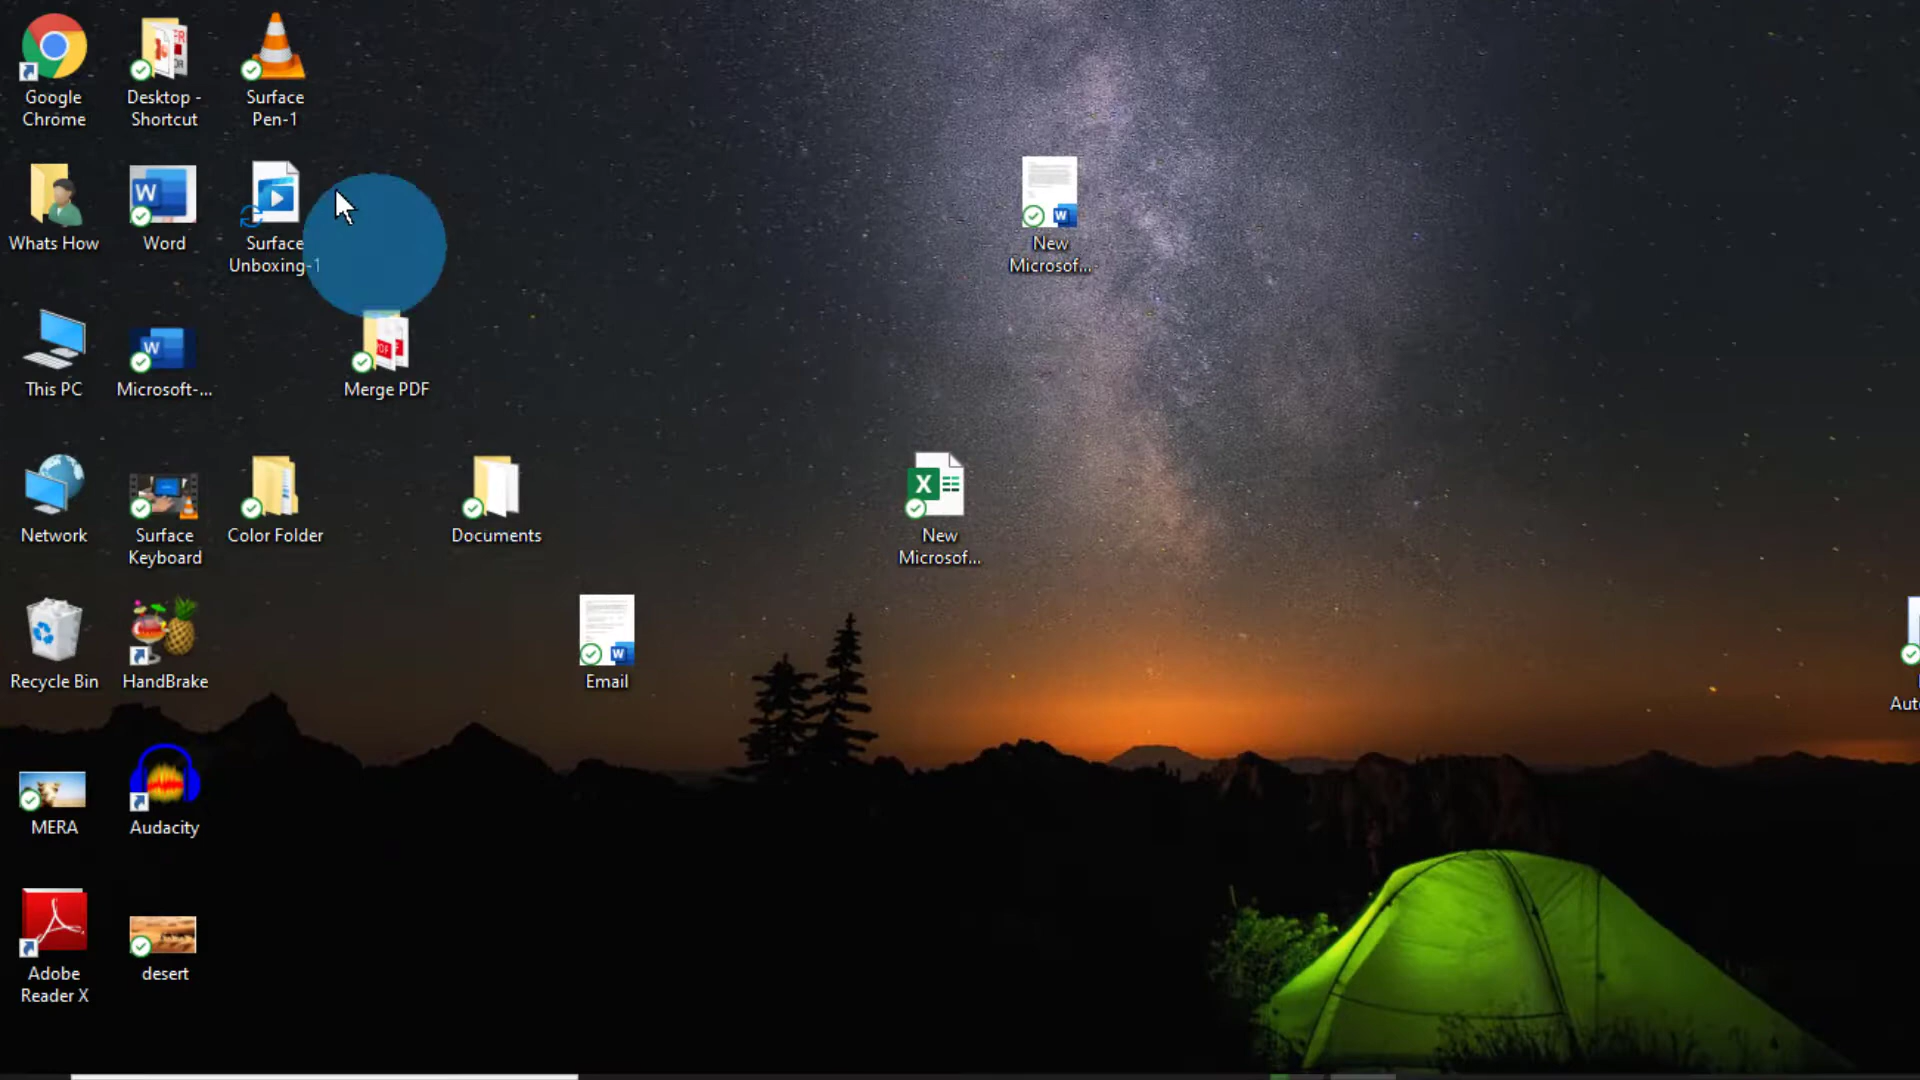 Google
Chrome
Desktop -
Shortcut
Surface
Pen-1
Whats How
Word
Surface
Unboxing-1
New
Microsof...
This PC
Microsoft-...
Merge PDF
Network
Surface
Keyboard
Color Folder
Documents
New
Microsof...
Recycle Bin
HandBrake
Email
Aut
MERA
Audacity
Adobe
Reader X
desert